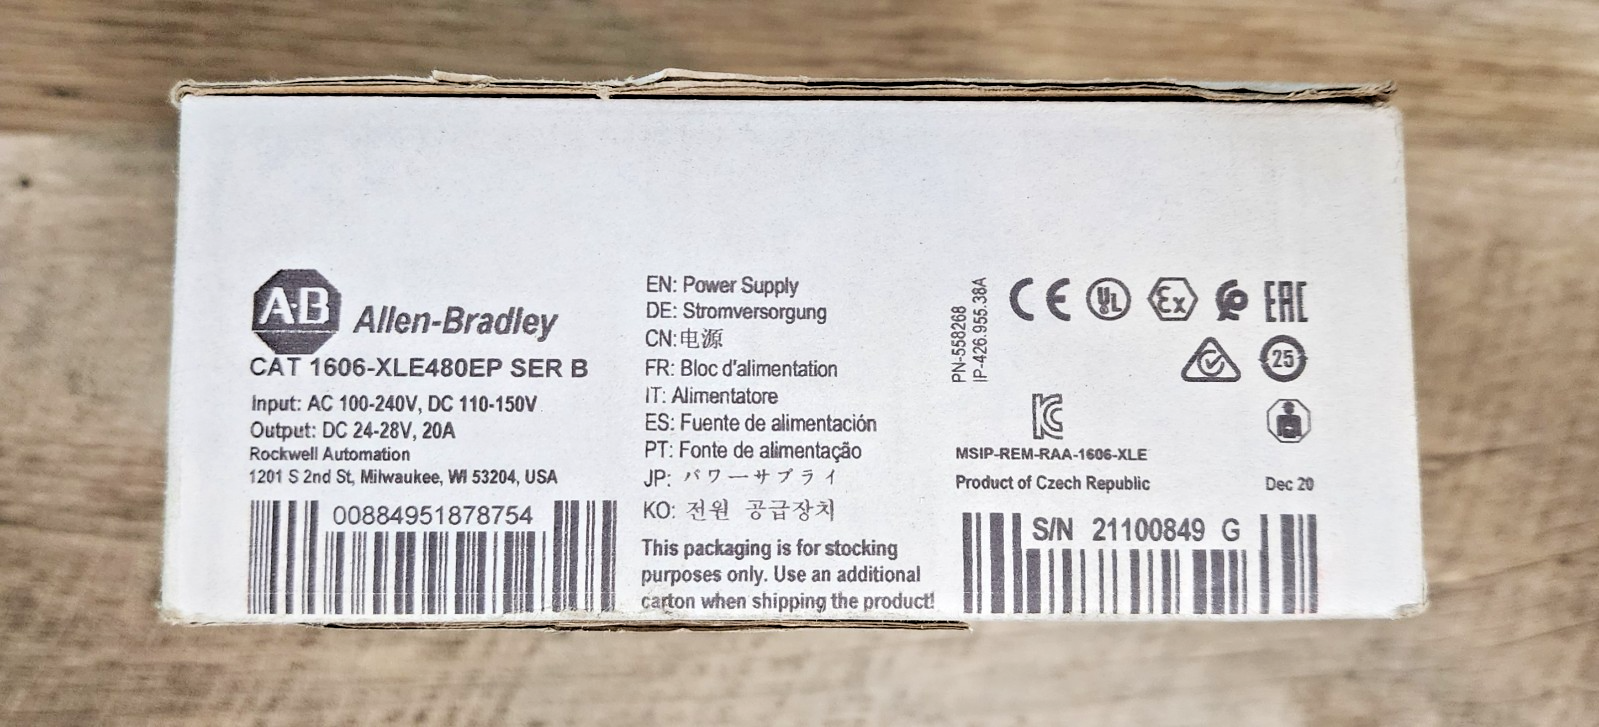 A·B
Allen-Bradley
CAT 1606-XLE480EP SER B
Input: AC 100-240V, DC 110-150V
Output: DC 24-28V, 20A
Rockwell Automation
1201 S 2nd St, Milwaukee, WI 53204, USA
00884951878754
EN: Power Supply
DE: Stromversorgung
CN:电源
FR: Bloc d'alimentation
IT: Alimentatore
ES: Fuente de alimentación
PT: Fonte de alimentação
JP: パワーサプライ
KO: 전원 공급장치
This packaging is for stocking
purposes only. Use an additional
carton when shipping the product!
PN-558268
IP-426.955.38A
CE UL Ex EAC
25
KC
MSIP-REM-RAA-1606-XLE
Product of Czech Republic
Dec 20
S/N 21100849 G